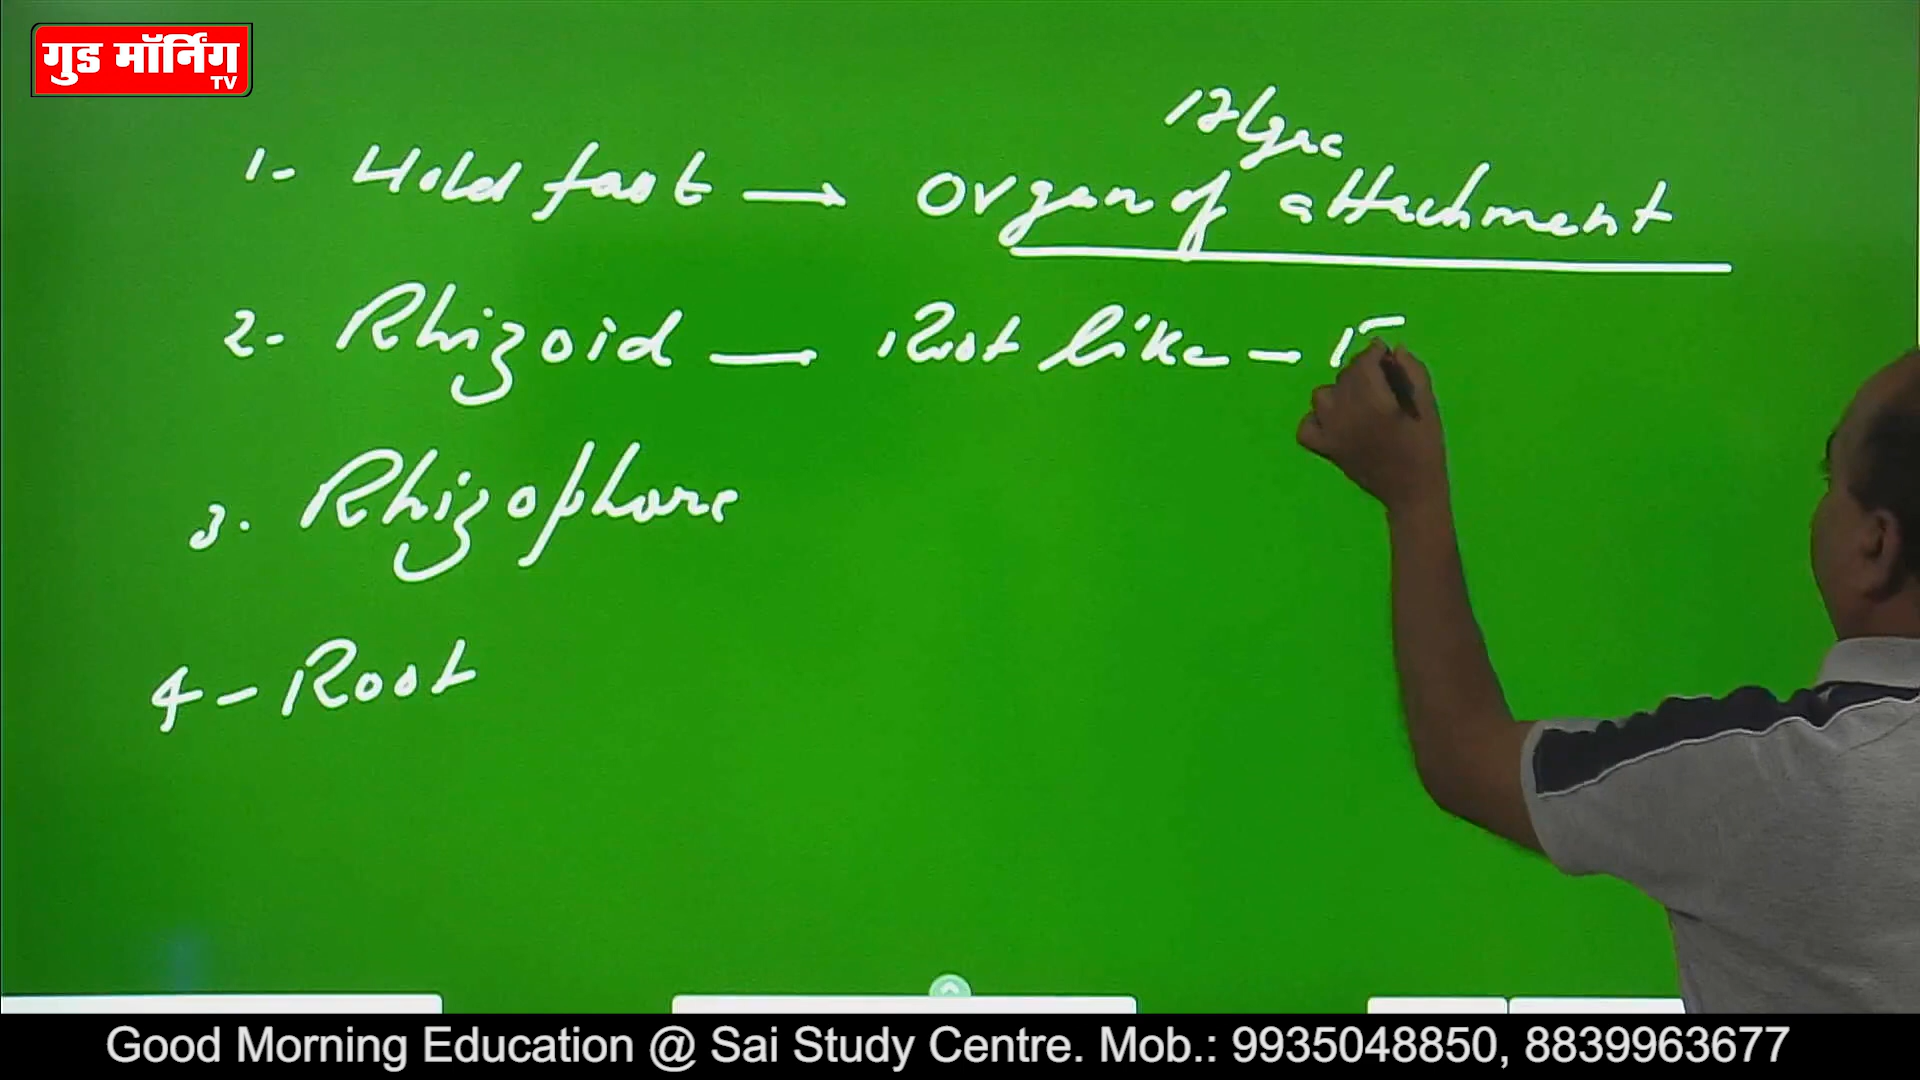 गुड मॉर्निंग
TV
Algae
1- Hold fast → Organ of attachment
2- Rhizoid — Root like —
3. Rhizophore
4- Root
Good Morning Education @ Sai Study Centre. Mob.: 9935048850, 8839963677